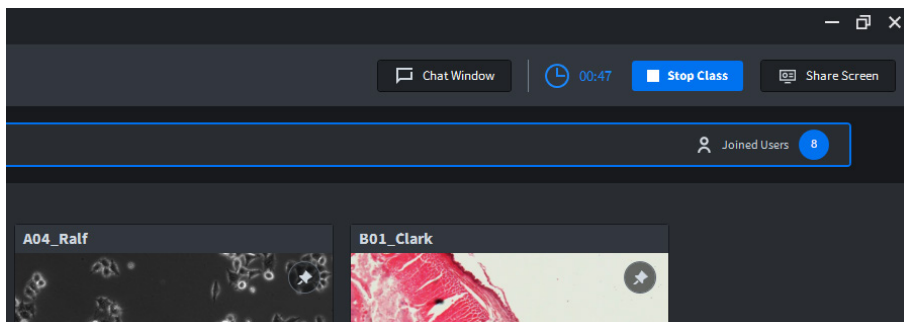 Chat Window
00:47
Stop Class
Share Screen
Joined Users 8
A04_Ralf
B01_Clark